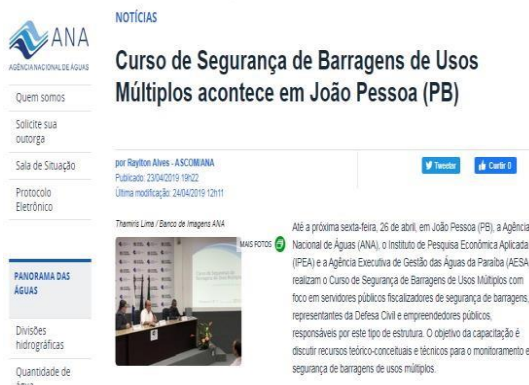 ANA
AGÊNCIA NACIONAL DE ÁGUAS
Quem somos
Solicite sua
outorga
Sala de Situação
Protocolo
Eletrônico
PANORAMA DAS
ÁGUAS
Divisões
hidrográficas
Quantidade de
água
NOTÍCIAS
Curso de Segurança de Barragens de Usos
Múltiplos acontece em João Pessoa (PB)
por Raylton Alves - ASCOM/ANA
Publicado: 23/04/2019 19h22
Última modificação: 24/04/2019 12h11
Tweetar
Curtir 0
Thamiris Lima / Banco de Imagens ANA
MAIS FOTOS
Até a próxima sexta-feira, 26 de abril, em João Pessoa (PB), a Agência
Nacional de Águas (ANA), o Instituto de Pesquisa Econômica Aplicada
(IPEA) e a Agência Executiva de Gestão das Águas da Paraíba (AESA)
realizam o Curso de Segurança de Barragens de Usos Múltiplos com
foco em servidores públicos fiscalizadores de segurança de barragens,
representantes da Defesa Civil e empreendedores públicos,
responsáveis por este tipo de estrutura. O objetivo da capacitação é
discutir recursos teórico-conceituais e técnicos para o monitoramento e
segurança de barragens de usos múltiplos.